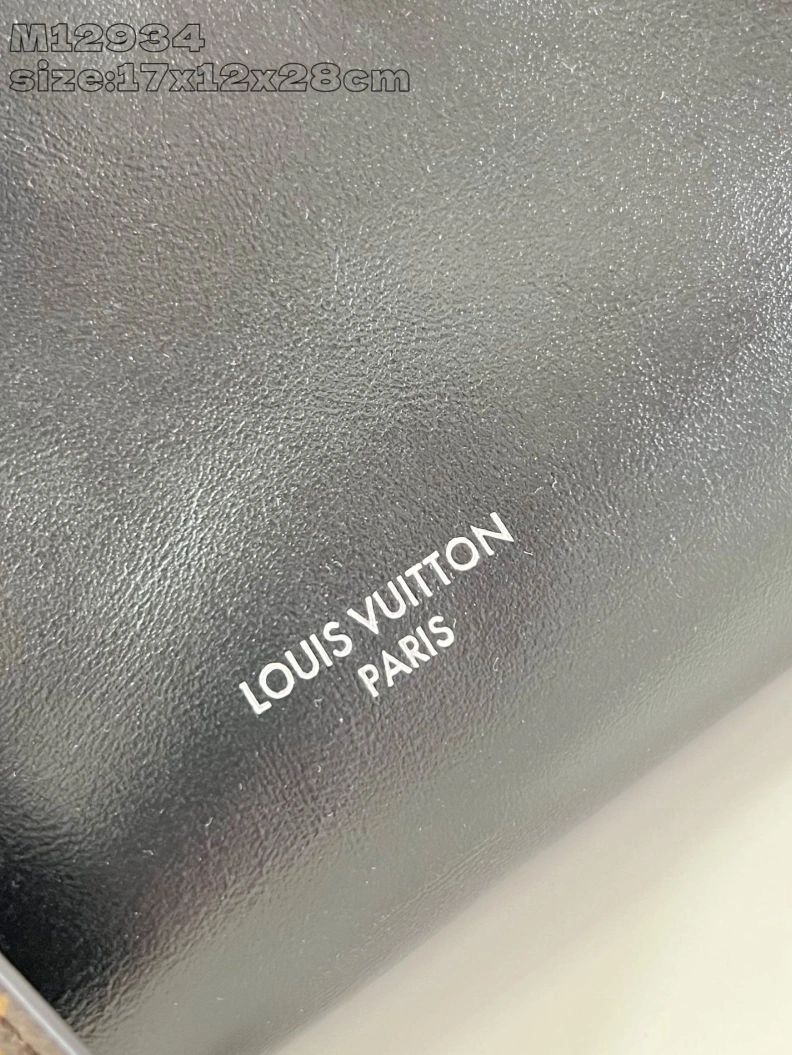 M12934
size:17x12x28cm
LOUIS VUITTON
PARIS